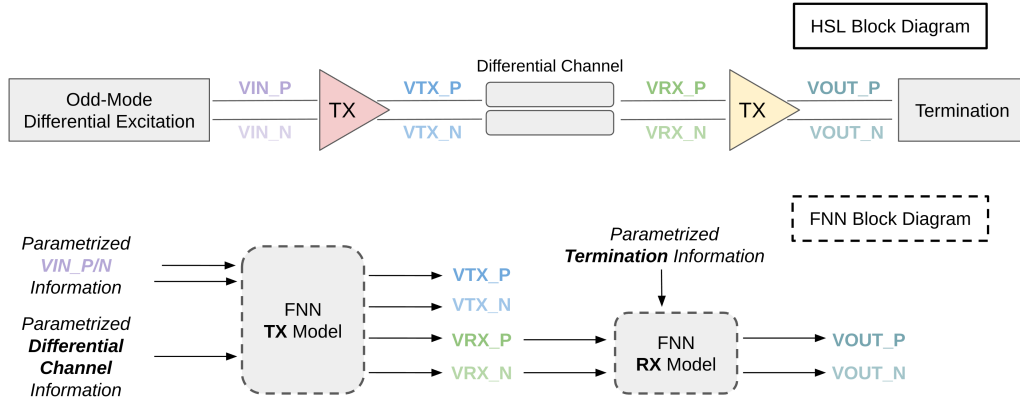 HSL Block Diagram
Differential Channel
Odd-Mode
Differential Excitation
VIN_P
VIN_N
TX
VTX_P
VTX_N
VRX_P
VRX_N
TX
VOUT_P
VOUT_N
Termination
FNN Block Diagram
Parametrized
VIN_P/N
Information
Parametrized
Differential
Channel
Information
FNN
TX Model
VTX_P
VTX_N
VRX_P
VRX_N
Parametrized
Termination Information
FNN
RX Model
VOUT_P
VOUT_N